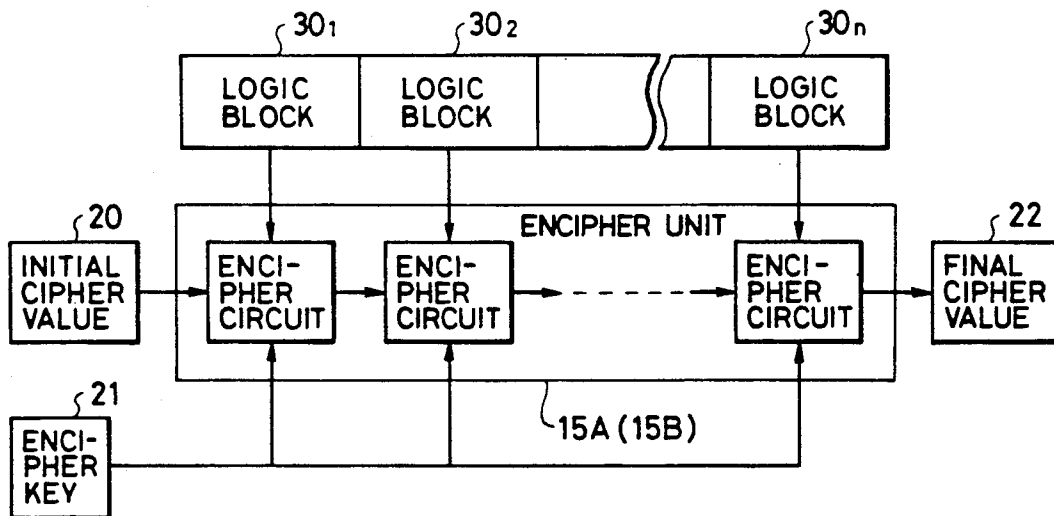 30₁
30₂
30n
LOGIC
BLOCK
LOGIC
BLOCK
LOGIC
BLOCK
20
ENCIPHER UNIT
22
INITIAL
CIPHER
VALUE
ENCI-
PHER
CIRCUIT
ENCI-
PHER
CIRCUIT
ENCI-
PHER
CIRCUIT
FINAL
CIPHER
VALUE
21
15A (15B)
ENCI-
PHER
KEY